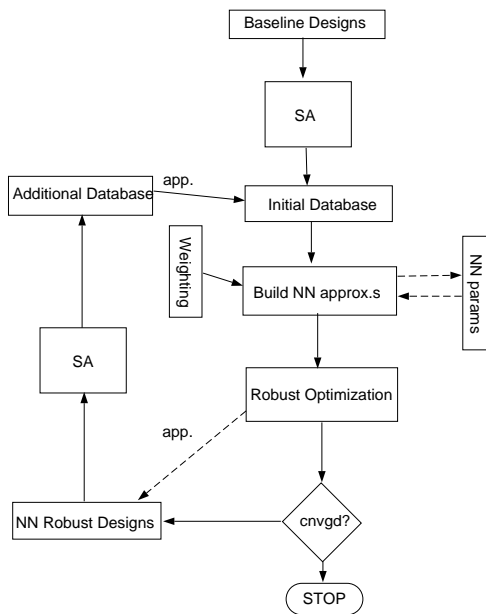 Baseline Designs
SA
app.
Additional Database
Initial Database
Weighting
Build NN approx.s
NN params
SA
Robust Optimization
app.
NN Robust Designs
cnvgd?
STOP